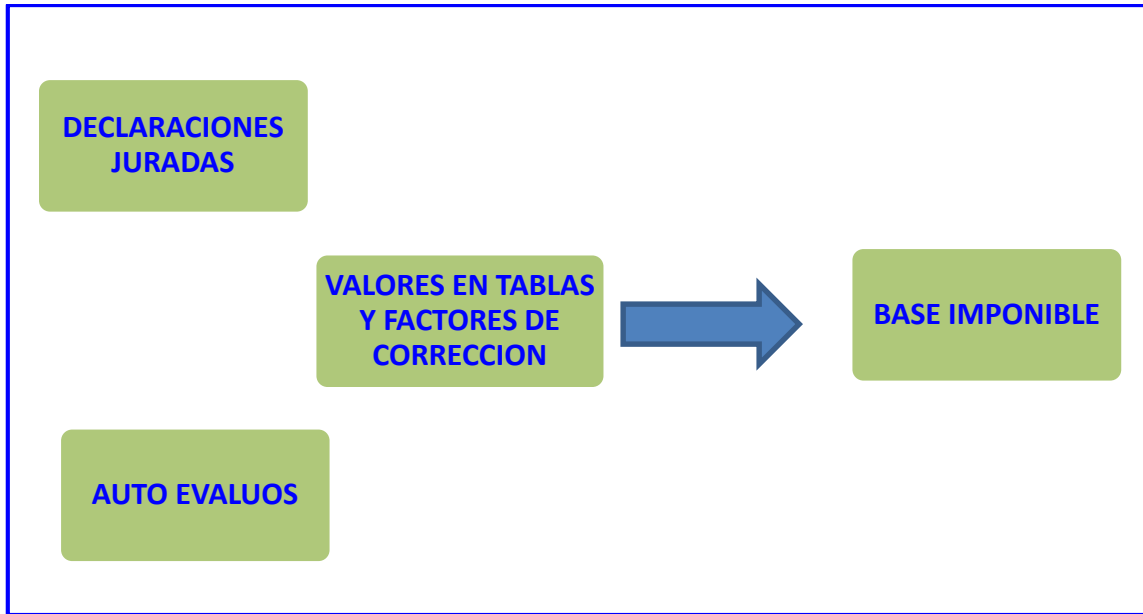 DECLARACIONES
JURADAS
VALORES EN TABLAS
Y FACTORES DE
CORRECCION
BASE IMPONIBLE
AUTO EVALUOS